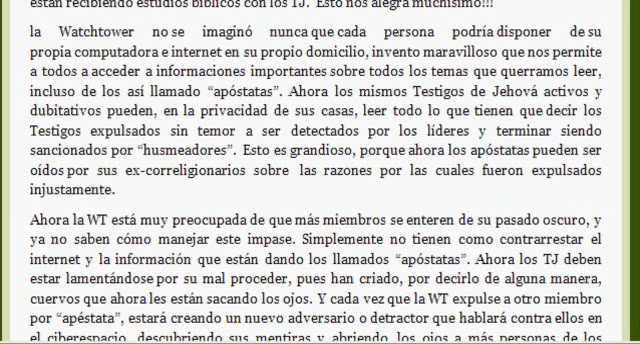 están recibiendo estudios bíblicos con los TJ. Esto nos alegra muchísimo!!!
la Watchtower no se imaginó nunca que cada persona podría disponer de su
propia computadora e internet en su propio domicilio, invento maravilloso que nos permite
a todos a acceder a informaciones importantes sobre todos los temas que querramos leer,
incluso de los así llamado “apóstatas”. Ahora los mismos Testigos de Jehová activos y
dubitativos pueden, en la privacidad de sus casas, leer todo lo que tienen que decir los
Testigos expulsados sin temor a ser detectados por los líderes y terminar siendo
sancionados por “husmeadores”. Esto es grandioso, porque ahora los apóstatas pueden ser
oídos por sus ex-correligionarios sobre las razones por las cuales fueron expulsados
injustamente.
Ahora la WT está muy preocupada de que más miembros se enteren de su pasado oscuro, y
ya no saben cómo manejar este impase. Simplemente no tienen como contrarrestar el
internet y la información que están dando los llamados “apóstatas”. Ahora los TJ deben
estar lamentándose por su mal proceder, pues han criado, por decirlo de alguna manera,
cuervos que ahora les están sacando los ojos. Y cada vez que la WT expulse a otro miembro
por “apéstata”, estará creando un nuevo adversario o detractor que hablará contra ellos en
el ciberespacio, descubriendo sus mentiras y abriendo los ojos a más personas de los